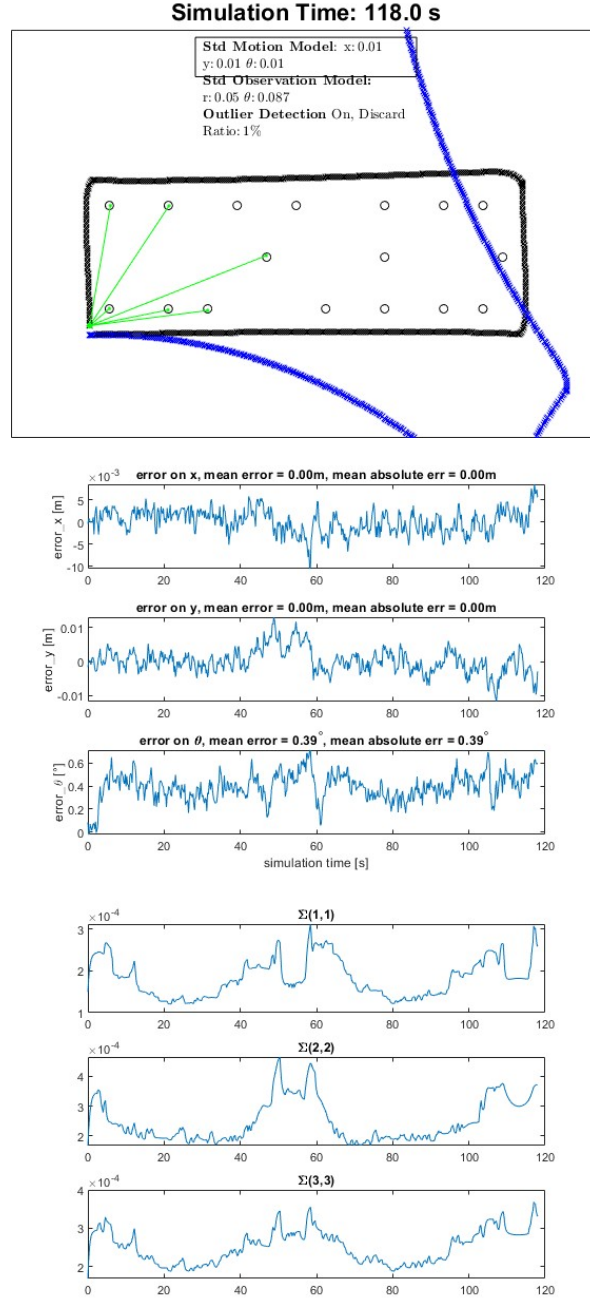 Simulation Time: 118.0 s
Std Motion Model: x: 0.01
y: 0.01 θ: 0.01
Std Observation Model:
r: 0.05 θ: 0.087
Outlier Detection On, Discard
Ratio: 1%
×10⁻³
error on x, mean error = 0.00m, mean absolute err = 0.00m
error_x [m]
5
0
-5
-10
0 20 40 60 80 100 120
error on y, mean error = 0.00m, mean absolute err = 0.00m
error_y [m]
0.01
0
-0.01
0 20 40 60 80 100 120
error on θ, mean error = 0.39°, mean absolute err = 0.39°
error_θ [°]
0.6
0.4
0.2
0
0 20 40 60 80 100 120
simulation time [s]
×10⁻⁴
Σ(1,1)
3
2
1
0 20 40 60 80 100 120
×10⁻⁴
Σ(2,2)
4
3
2
0 20 40 60 80 100 120
×10⁻⁴
Σ(3,3)
4
3
2
0 20 40 60 80 100 120